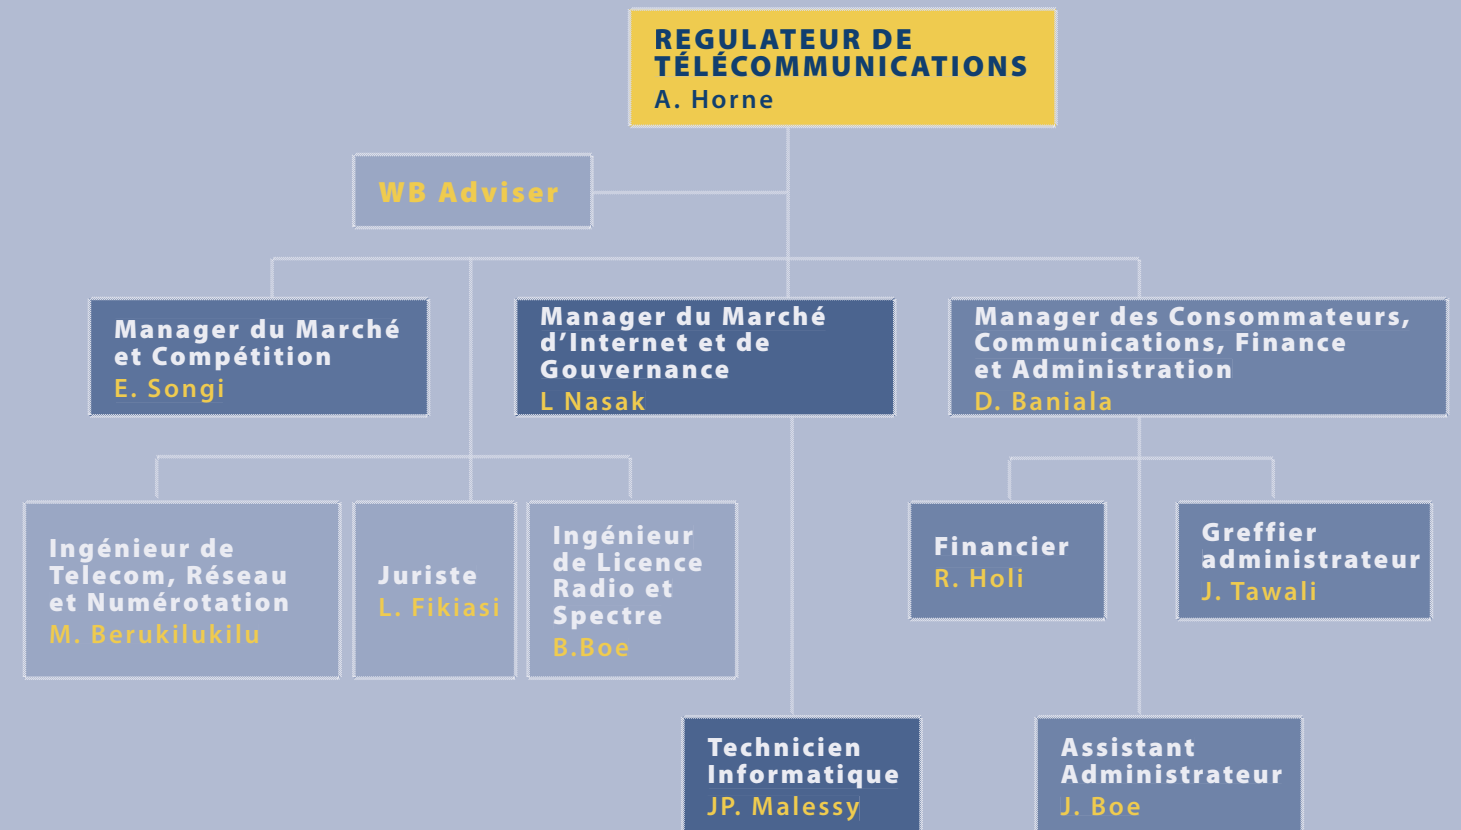 REGULATEUR DE
TÉLÉCOMMUNICATIONS
A. Horne
WB Adviser
Manager du Marché
et Compétition
E. Songi
Manager du Marché
d’Internet et de
Gouvernance
L Nasak
Manager des Consommateurs,
Communications, Finance
et Administration
D. Baniala
Ingénieur de
Telecom, Réseau
et Numérotation
M. Berukilukilu
Juriste
L. Fikiasi
Ingénieur
de Licence
Radio et
Spectre
B.Boe
Financier
R. Holi
Greffier
administrateur
J. Tawali
Technicien
Informatique
JP. Malessy
Assistant
Administrateur
J. Boe